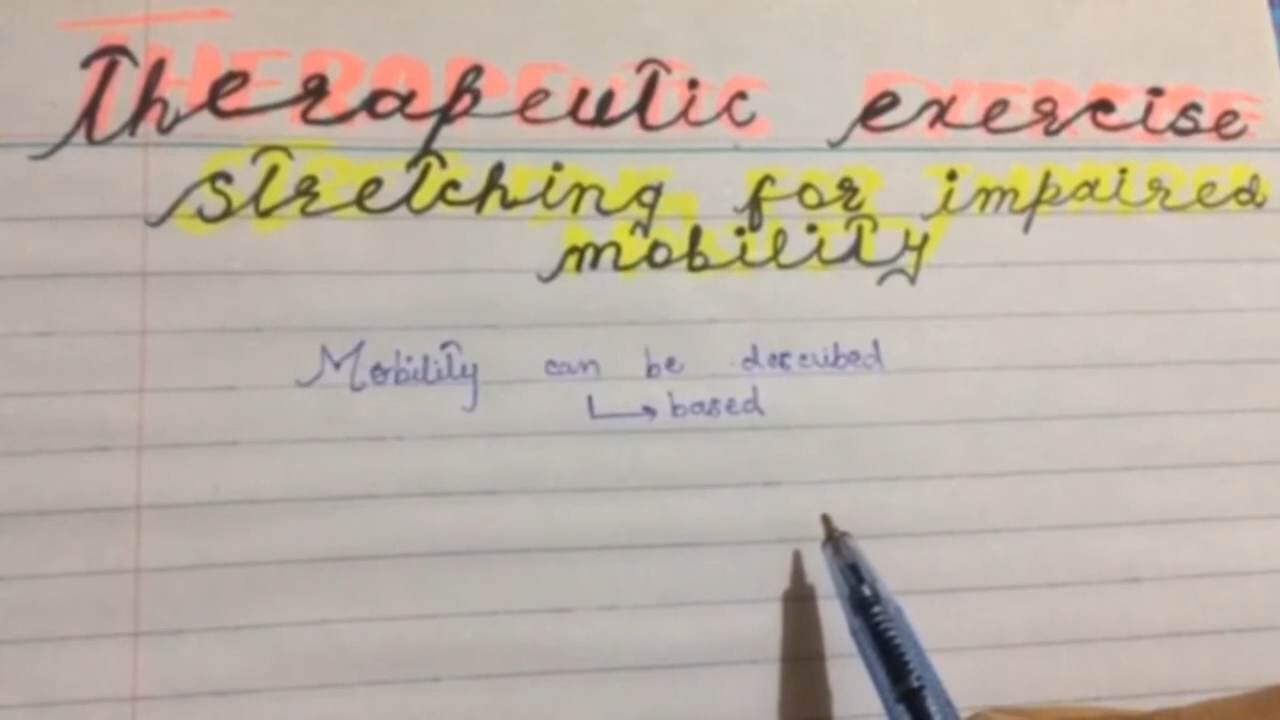 Therapeutic exercise
stretching for impaired
mobility
Mobility can be described
↳ based